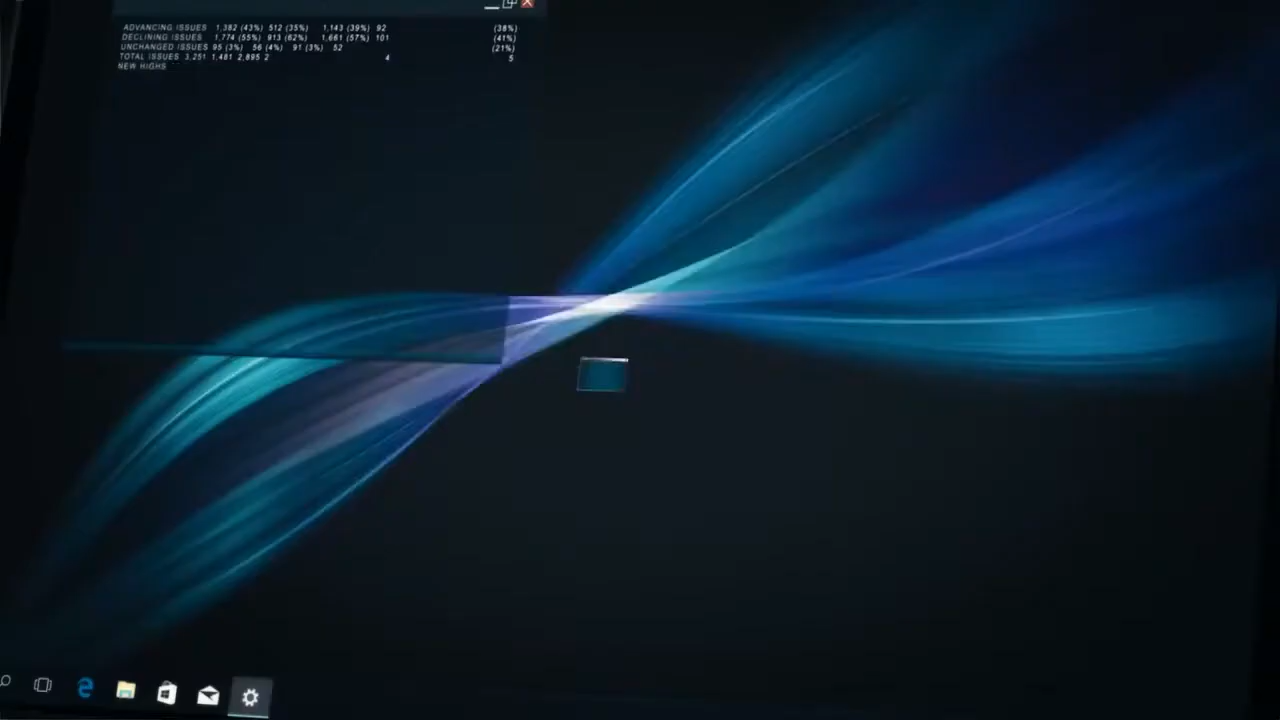 ADVANCING ISSUES 1,382 (43%) 512 (35%) 1,143 (39%) 92 (38%)
DECLINING ISSUES 1,774 (55%) 913 (62%) 1,661 (57%) 101 (41%)
UNCHANGED ISSUES 95 (3%) 56 (4%) 91 (3%) 52 (21%)
TOTAL ISSUES 3,251 1,481 2,895 2 4 5
NEW HIGHS